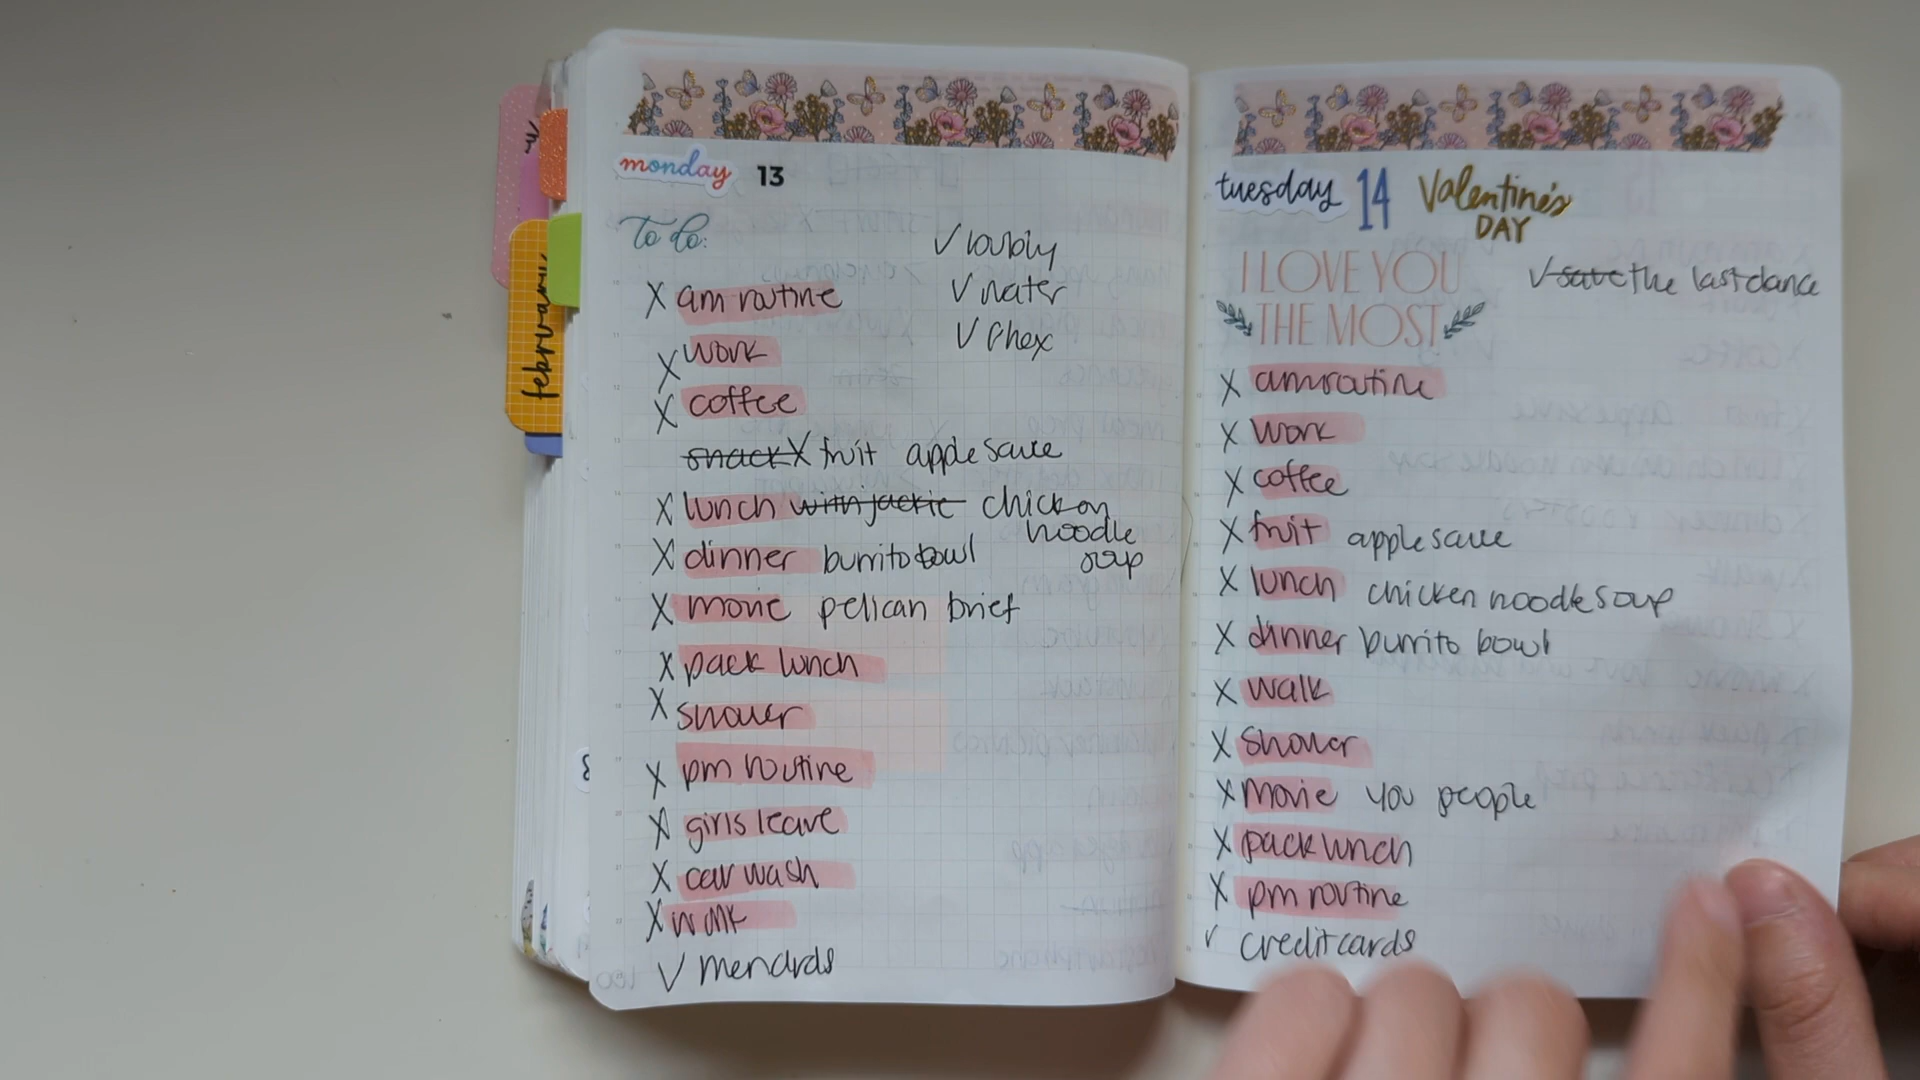 february
monday 13
To do:
X am routine
X work
X coffee
snack X fruit apple sauce
X lunch with jackie chicken
noodle
soup
X dinner burrito bowl
X movie pelican brief
X pack lunch
X shower
X pm routine
X girls leave
X car wash
X walk
√ menards
√ water
√ Chex
tuesday 14 Valentine's
DAY
I LOVE YOU
THE MOST
√ save the last dance
X am routine
X work
X coffee
X fruit apple sauce
X lunch chicken noodle soup
X dinner burrito bowl
X walk
X shower
X movie you people
X pack lunch
X pm routine
√ credit cards